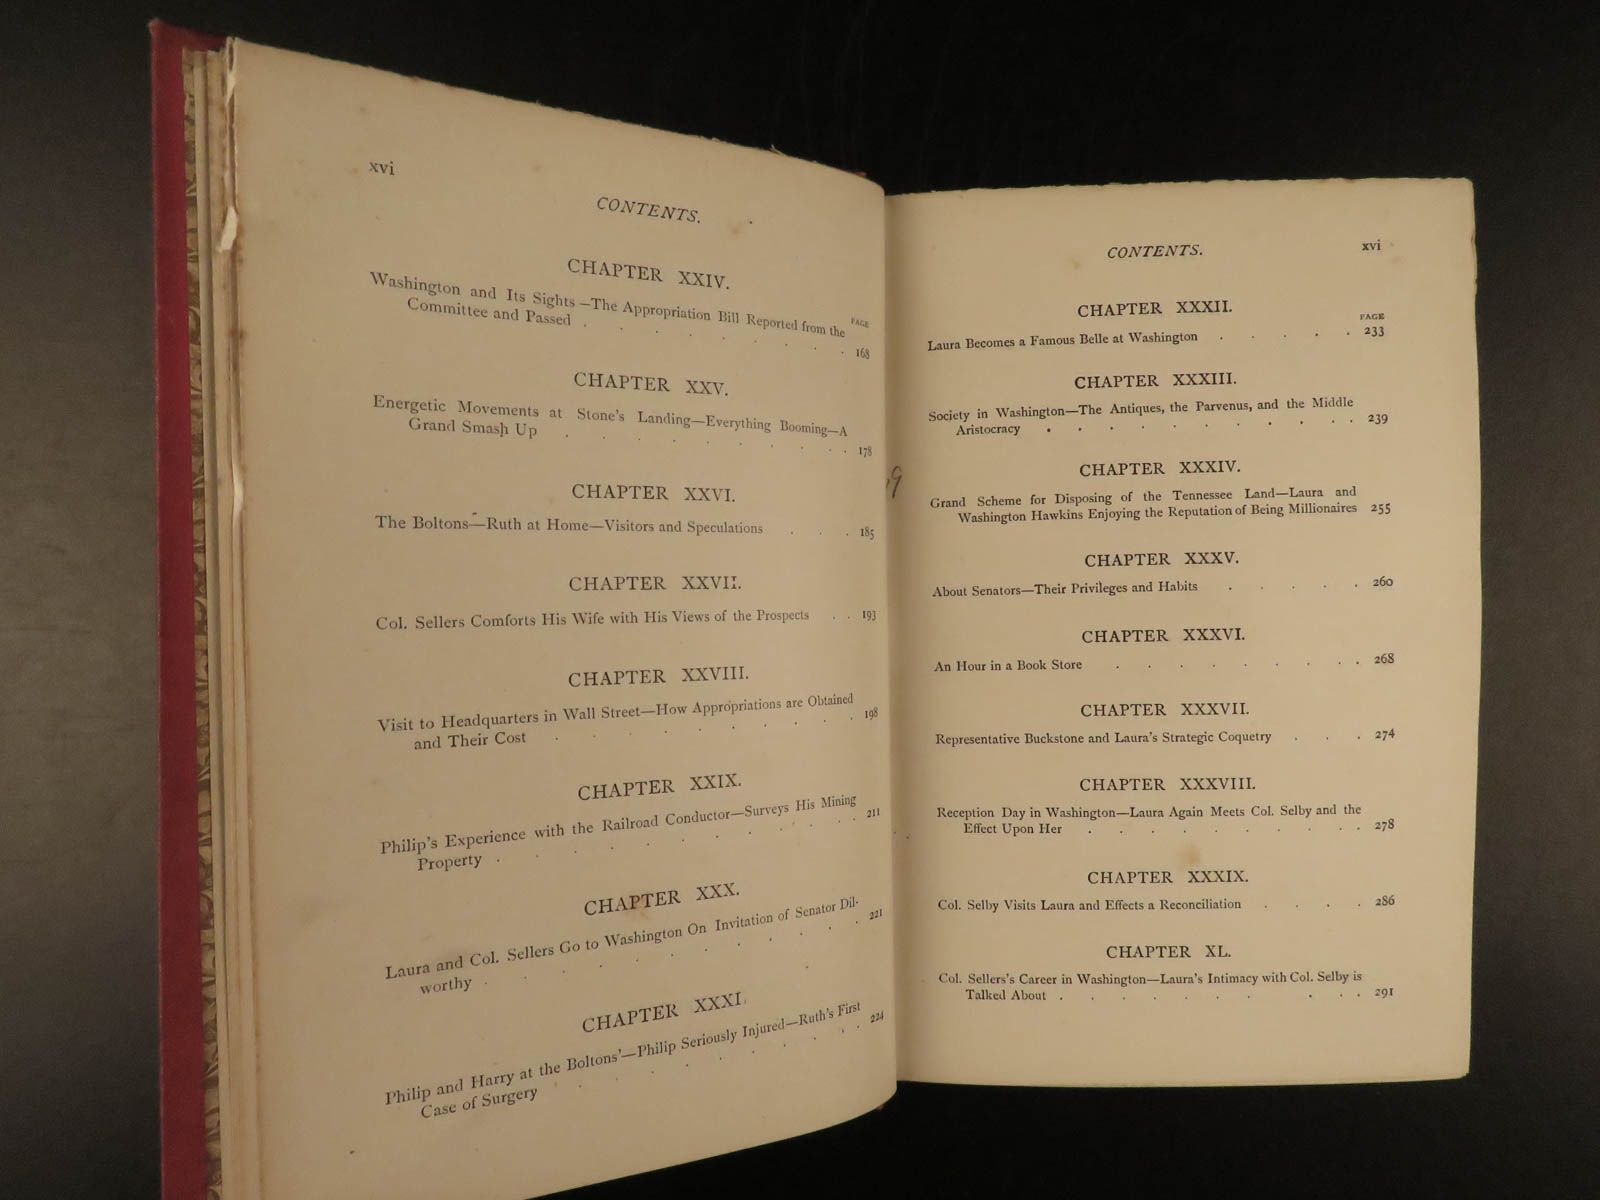 xvi
CONTENTS.
CHAPTER XXIV.
PAGE
Washington and Its Sights—The Appropriation Bill Reported from the
Committee and Passed . . . . . . . . 168
CHAPTER XXV.
Energetic Movements at Stone's Landing—Everything Booming—A
Grand Smash Up . . . . . . . . . 178
CHAPTER XXVI.
The Boltons—Ruth at Home—Visitors and Speculations . . . 185
CHAPTER XXVII.
Col. Sellers Comforts His Wife with His Views of the Prospects . . 193
CHAPTER XXVIII.
Visit to Headquarters in Wall Street—How Appropriations are Obtained
and Their Cost . . . . . . . . . 198
CHAPTER XXIX.
Philip's Experience with the Railroad Conductor—Surveys His Mining
Property . . . . . . . . . . 211
CHAPTER XXX.
Laura and Col. Sellers Go to Washington On Invitation of Senator Dil-
worthy . . . . . . . . . . 221
CHAPTER XXXI.
Philip and Harry at the Boltons'—Philip Seriously Injured—Ruth's First
Case of Surgery . . . . . . . . . 224
CONTENTS.
xvi
CHAPTER XXXII.
PAGE
Laura Becomes a Famous Belle at Washington . . . . . 233
CHAPTER XXXIII.
Society in Washington—The Antiques, the Parvenus, and the Middle
Aristocracy . . . . . . . . . . . 239
CHAPTER XXXIV.
Grand Scheme for Disposing of the Tennessee Land—Laura and
Washington Hawkins Enjoying the Reputation of Being Millionaires 255
CHAPTER XXXV.
About Senators—Their Privileges and Habits . . . . . 260
CHAPTER XXXVI.
An Hour in a Book Store . . . . . . . . . 268
CHAPTER XXXVII.
Representative Buckstone and Laura's Strategic Coquetry . . . 274
CHAPTER XXXVIII.
Reception Day in Washington—Laura Again Meets Col. Selby and the
Effect Upon Her . . . . . . . . . . 278
CHAPTER XXXIX.
Col. Selby Visits Laura and Effects a Reconciliation . . . . 286
CHAPTER XL.
Col. Sellers's Career in Washington—Laura's Intimacy with Col. Selby is
Talked About . . . . . . . . . . 291